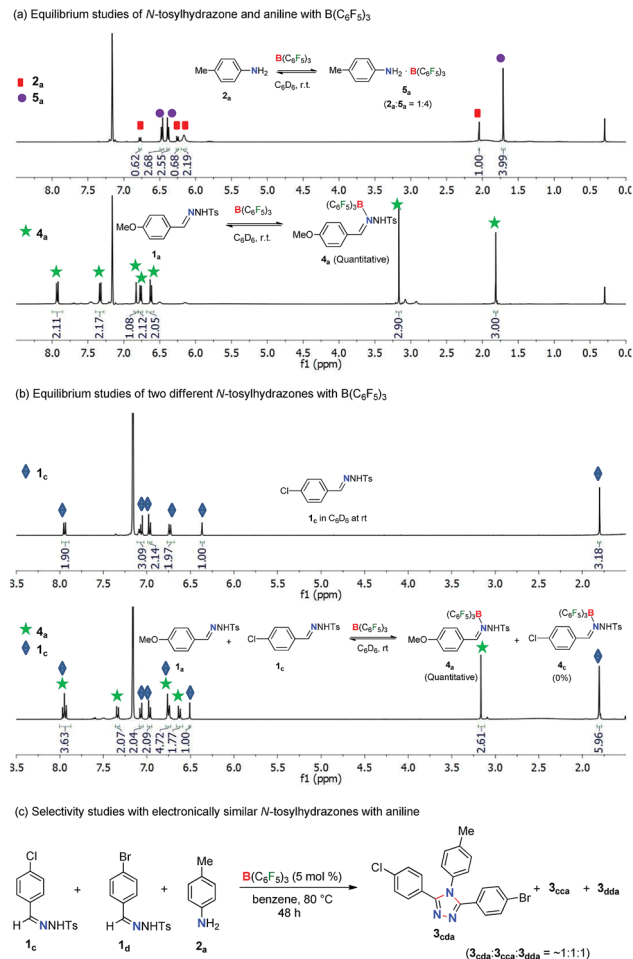 (a) Equilibrium studies of N-tosylhydrazone and aniline with B(C6F5)3
2a
5a
Me
NH2
2a
B(C6F5)3
C6D6, r.t.
Me
NH2 · B(C6F5)3
5a
(2a:5a = 1:4)
0.62
2.68
2.55
0.68
2.19
1.00
3.99
8.5 8.0 7.5 7.0 6.5 6.0 5.5 5.0 4.5 4.0 3.5 3.0 2.5 2.0 1.5 1.0 0.5 0.0
f1 (ppm)
4a
MeO
N
NHTs
1a
B(C6F5)3
C6D6, r.t.
(C6F5)3B
N
NHTs
MeO
4a (Quantitative)
2.11
2.17
1.08
2.12
2.05
2.90
3.00
8.5 8.0 7.5 7.0 6.5 6.0 5.5 5.0 4.5 4.0 3.5 3.0 2.5 2.0 1.5 1.0 0.5 0.0
f1 (ppm)
(b) Equilibrium studies of two different N-tosylhydrazones with B(C6F5)3
1c
Cl
N
NHTs
1c in C6D6 at rt
1.90
3.09
2.14
1.97
1.00
3.18
8.5 8.0 7.5 7.0 6.5 6.0 5.5 5.0 4.5 4.0 3.5 3.0 2.5 2.0 1.5
f1 (ppm)
4a
1c
MeO
N
NHTs
1a
+
Cl
N
NHTs
1c
B(C6F5)3
C6D6, rt
(C6F5)3B
N
NHTs
MeO
4a
(Quantitative)
+
(C6F5)3B
N
NHTs
Cl
4c
(0%)
3.63
2.07
2.04
2.09
4.72
1.77
1.00
2.61
5.96
8.5 8.0 7.5 7.0 6.5 6.0 5.5 5.0 4.5 4.0 3.5 3.0 2.5 2.0 1.5
f1 (ppm)
(c) Selectivity studies with electronically similar N-tosylhydrazones with aniline
Cl
H
N
NHTs
1c
+
Br
H
N
NHTs
1d
+
Me
NH2
2a
B(C6F5)3 (5 mol %)
benzene, 80 °C
48 h
Me
Cl
N
N
N
Br
3cda
+ 3cca + 3dda
(3cda:3cca:3dda = ~1:1:1)